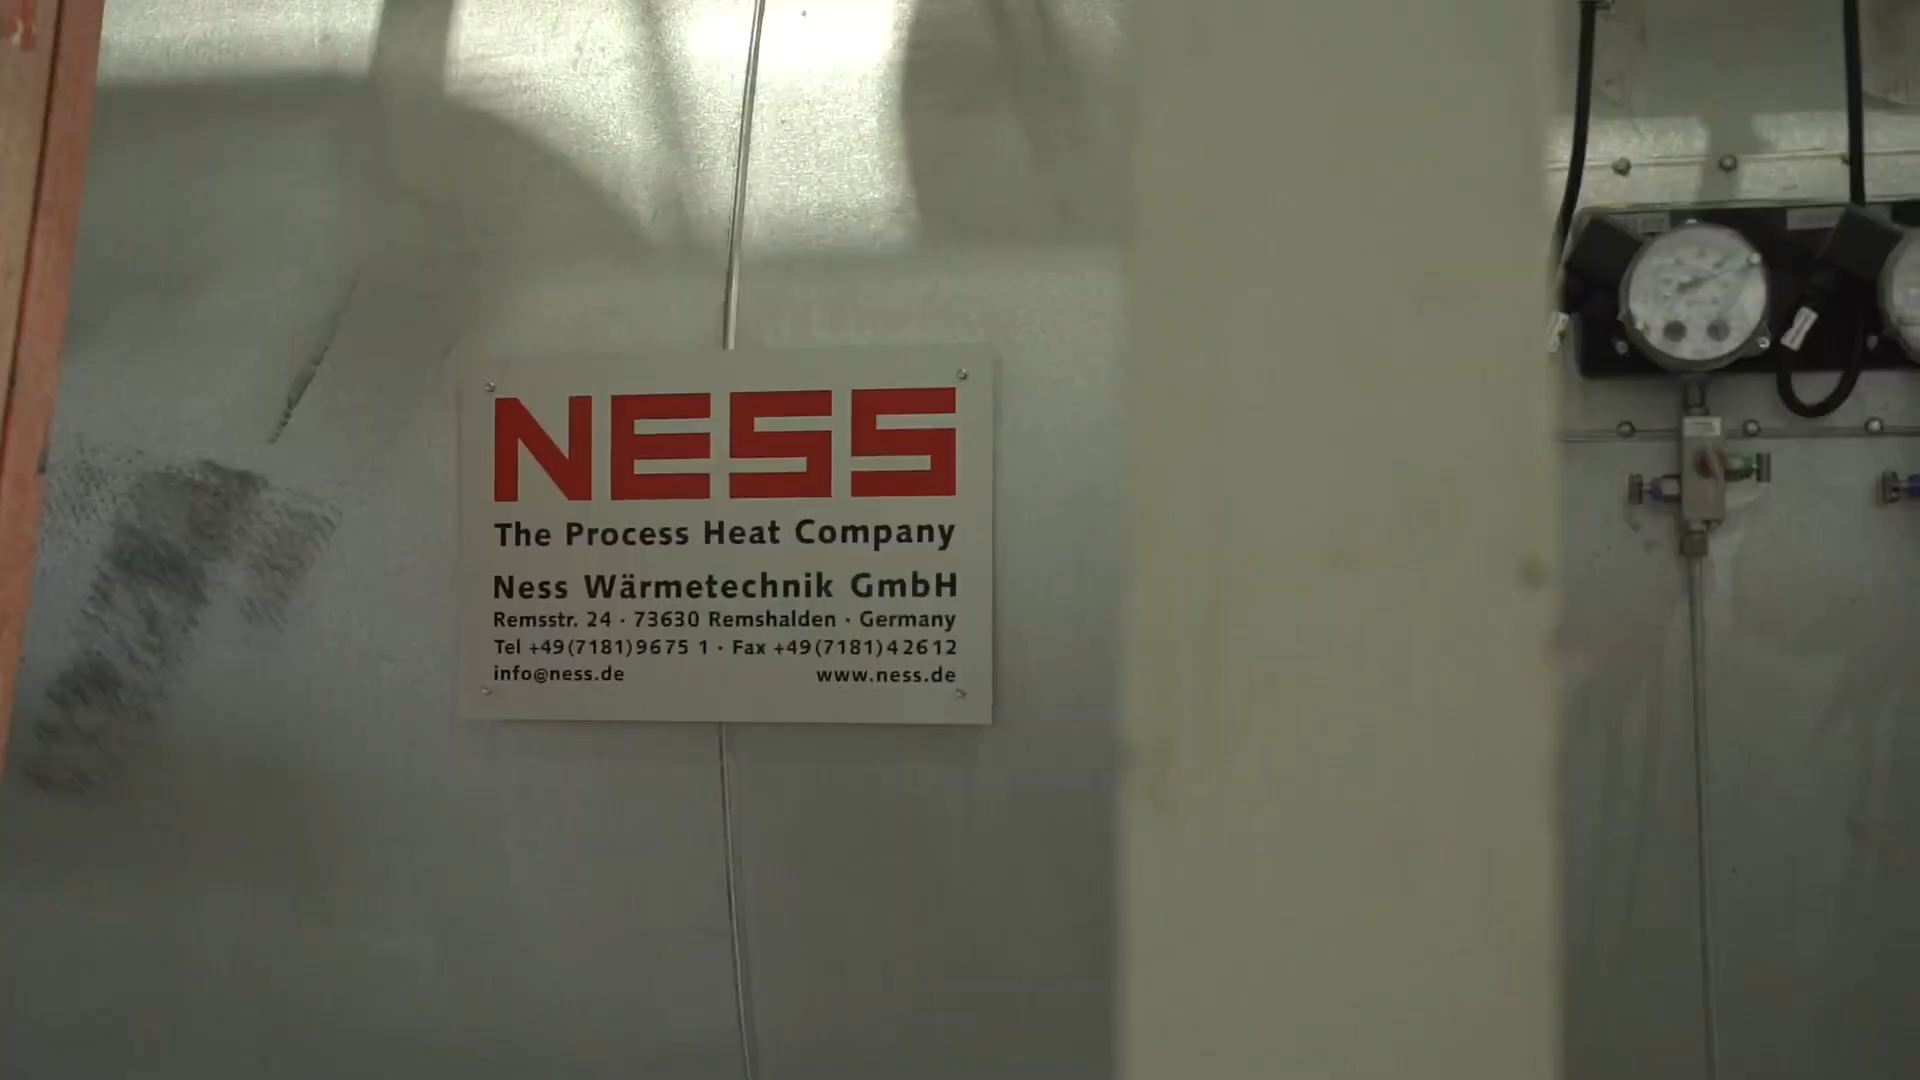 NESS
The Process Heat Company
Ness Wärmetechnik GmbH
Remsstr. 24 · 73630 Remshalden · Germany
Tel +49(7181)9675 1 · Fax +49(7181)42612
info@ness.de www.ness.de